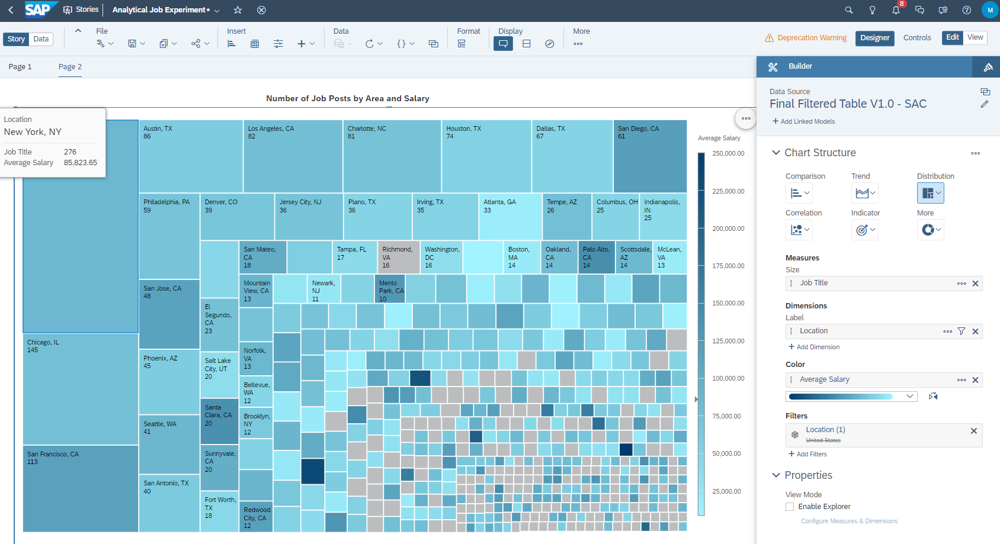 SAP
Stories
Analytical Job Experiment*
8
M
Story
Data
File
Insert
Data
Format
Display
More
Deprecation Warning
Designer
Controls
Edit
View
Page 1
Page 2
Number of Job Posts by Area and Salary
Location
New York, NY
Job Title 276
Average Salary 85,823.65
Austin, TX
86
Los Angeles, CA
82
Charlotte, NC
81
Houston, TX
74
Dallas, TX
67
San Diego, CA
61
Philadelphia, PA
59
Denver, CO
39
Jersey City, NJ
36
Plano, TX
36
Irving, TX
35
Atlanta, GA
33
Tempe, AZ
26
Columbus, OH
25
Indianapolis,
IN
25
San Mateo,
CA
18
Tampa, FL
17
Richmond,
VA
16
Washington,
DC
16
Boston,
MA
14
Oakland,
CA
14
Palo Alto,
CA
14
Scottsdale,
AZ
14
McLean,
VA
13
San Jose, CA
48
Mountain
View, CA
13
Newark,
NJ
11
Menlo
Park, CA
10
El
Segundo,
CA
23
Chicago, IL
145
Phoenix, AZ
45
Salt Lake
City, UT
20
Norfolk,
VA
13
Bellevue,
WA
12
Santa
Clara, CA
20
Brooklyn,
NY
12
Seattle, WA
41
San Francisco, CA
113
Sunnyvale,
CA
20
San Antonio, TX
40
Fort Worth,
TX
18
Redwood
City, CA
12
Average Salary
250,000.00
225,000.00
200,000.00
175,000.00
150,000.00
125,000.00
100,000.00
75,000.00
50,000.00
25,000.00
Builder
Data Source
Final Filtered Table V1.0 - SAC
+ Add Linked Models
Chart Structure
Comparison
Trend
Distribution
Correlation
Indicator
More
Measures
Size
Job Title
Dimensions
Label
Location
+ Add Dimension
Color
Average Salary
Filters
Location (1)
United States
+ Add Filters
Properties
View Mode
Enable Explorer
Configure Measures & Dimensions